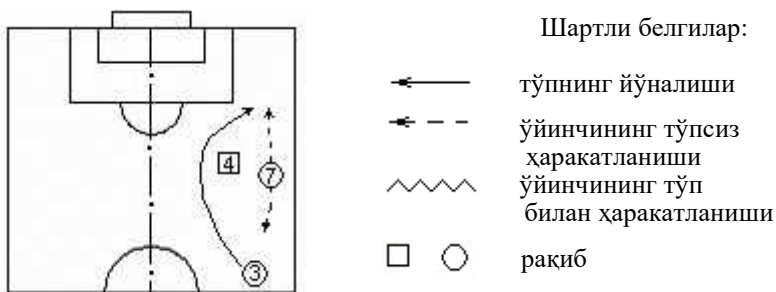 Шартли белгилар:
тўпнинг йўналиши
ўйинчининг тўпсиз
ҳаракатланиши
ўйинчининг тўп
билан ҳаракатланиши
рақиб
4
7
3